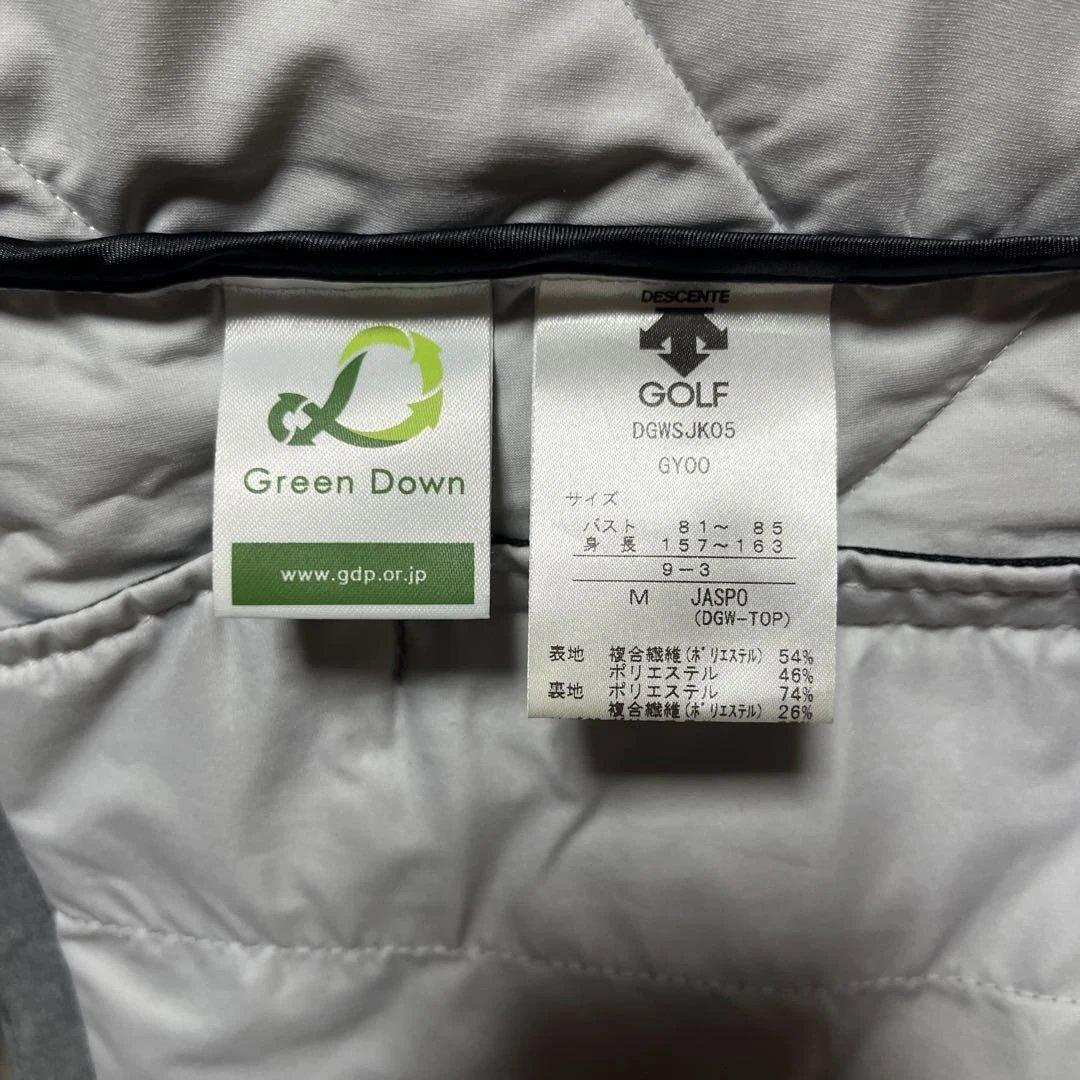 Green Down
www.gdp.or.jp
DESCENTE
GOLF
DGWSJK05
GY00
サイズ
バスト 81～ 85
身長 157～163
9-3
M JASPO
(DGW-TOP)
表地 複合繊維(ポリエステル) 54%
ポリエステル 46%
裏地 ポリエステル 74%
複合繊維(ポリエステル) 26%